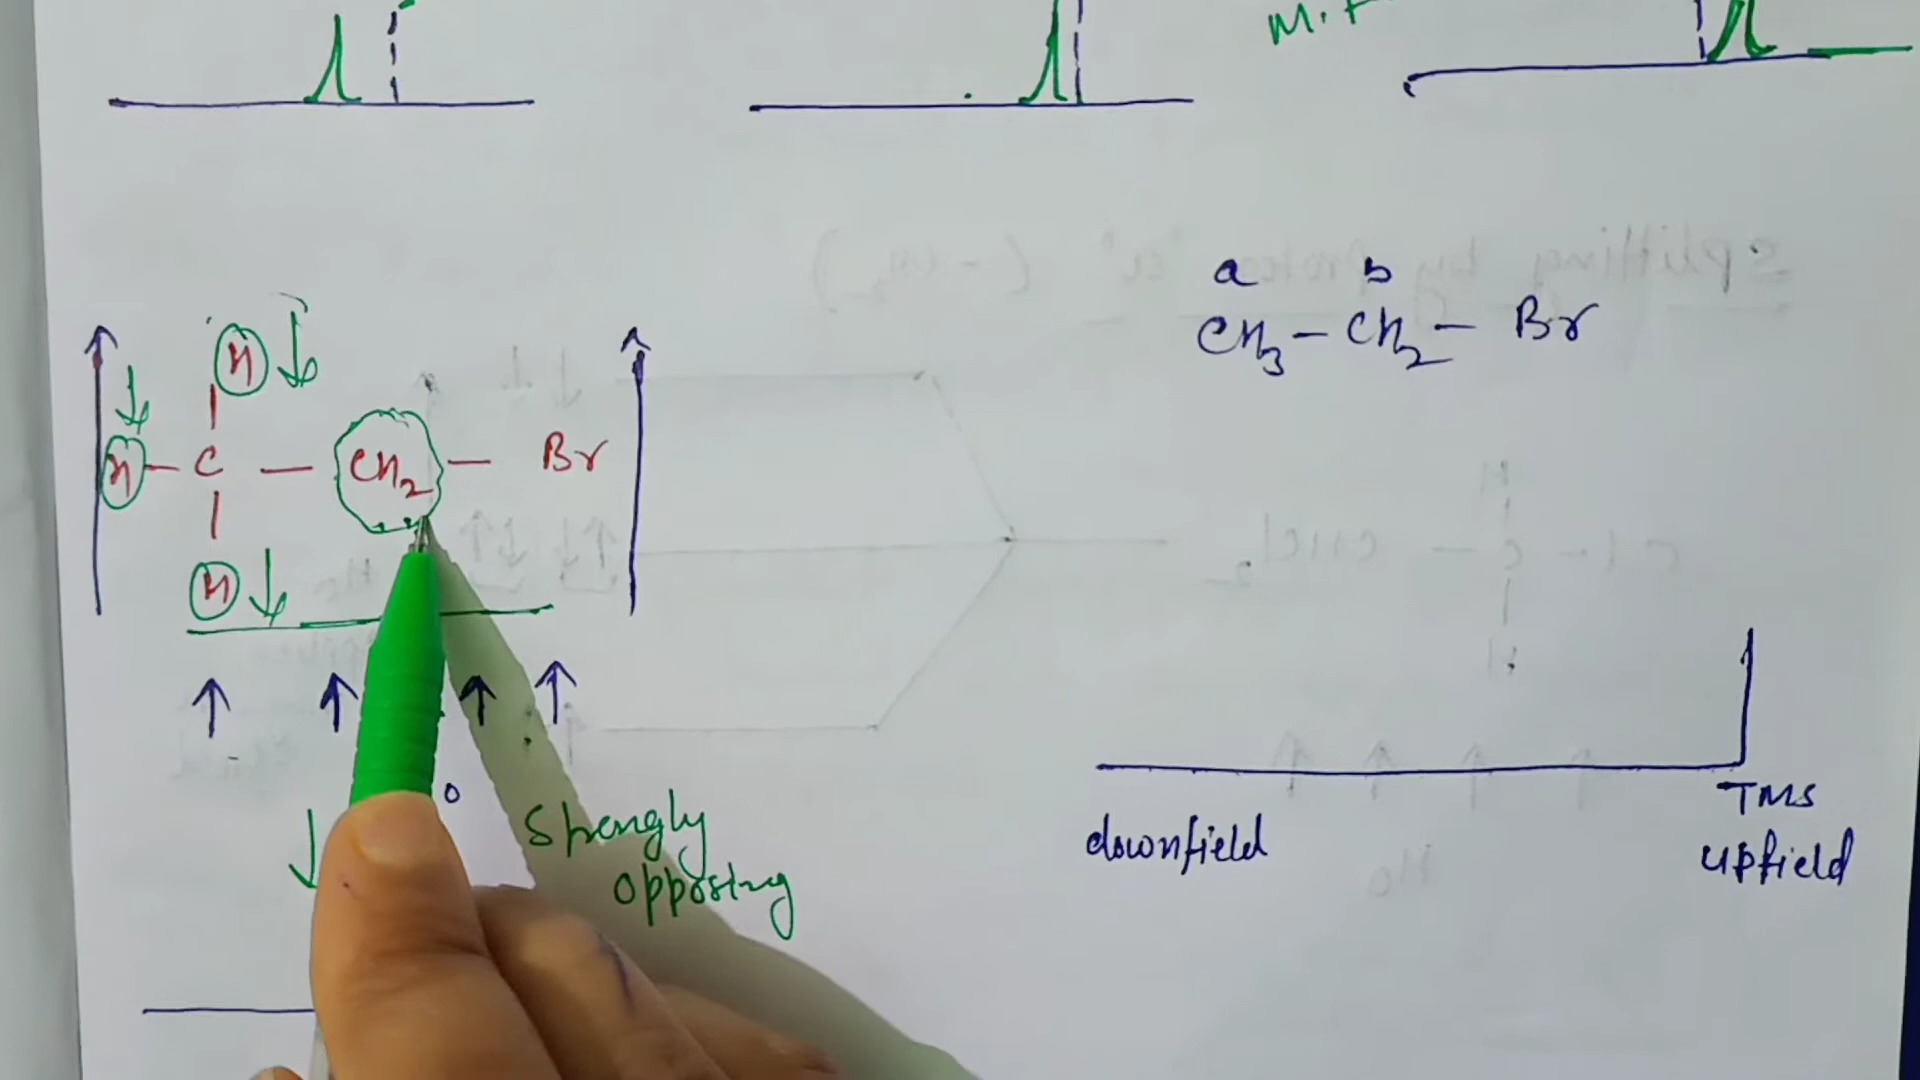 a b
CH3 - CH2 - Br
H
H - C - CH2 - Br
H
Strongly
opposing
TMS
downfield
upfield